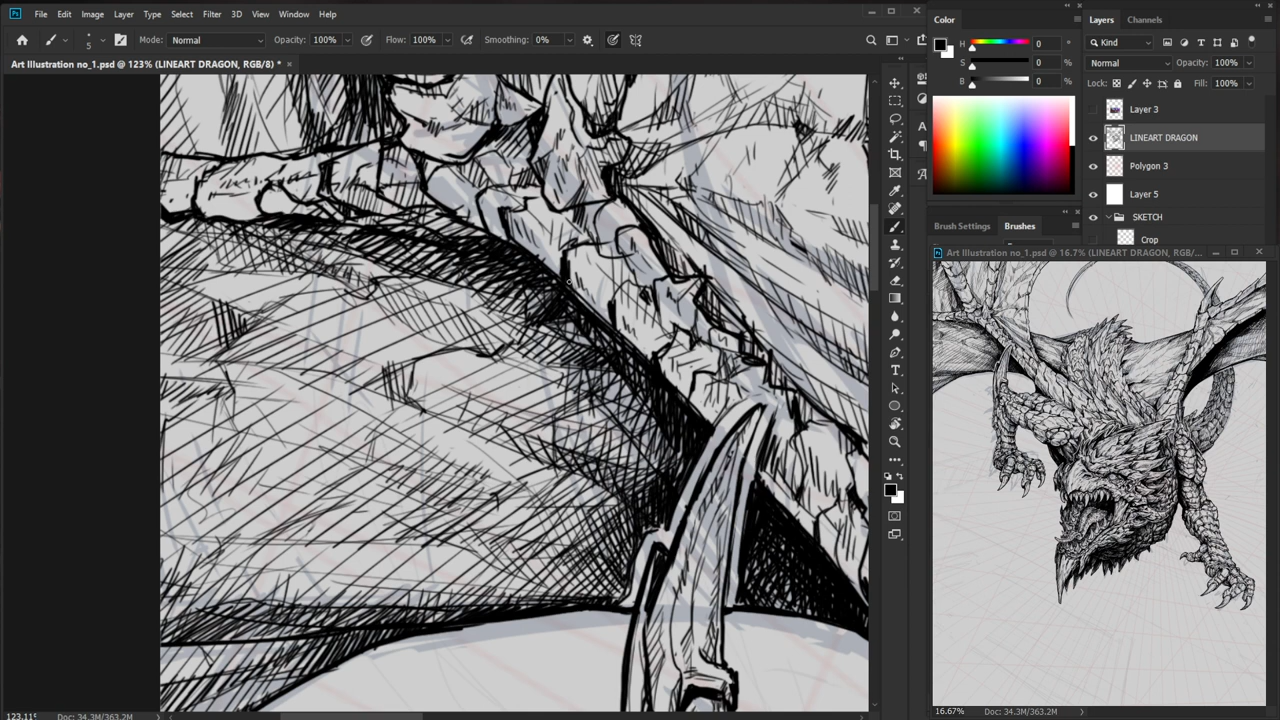 File Edit Image Layer Type Select Filter 3D View Window Help
5 Mode: Normal Opacity: 100% Flow: 100% Smoothing: 0%
Art Illustration no_1.psd @ 123% (LINEART DRAGON, RGB/8) *
123.11% Doc: 34.3M/363.2M
Color
H 0 °
S 0 %
B 0 %
Brush Settings Brushes
Layers Channels
Kind
Normal Opacity: 100%
Lock: Fill: 100%
Layer 3
LINEART DRAGON
Polygon 3
Layer 5
SKETCH
Crop
Art Illustration no_1.psd @ 16.7% (LINEART DRAGON, RGB/...
16.67% Doc: 34.3M/363.2M